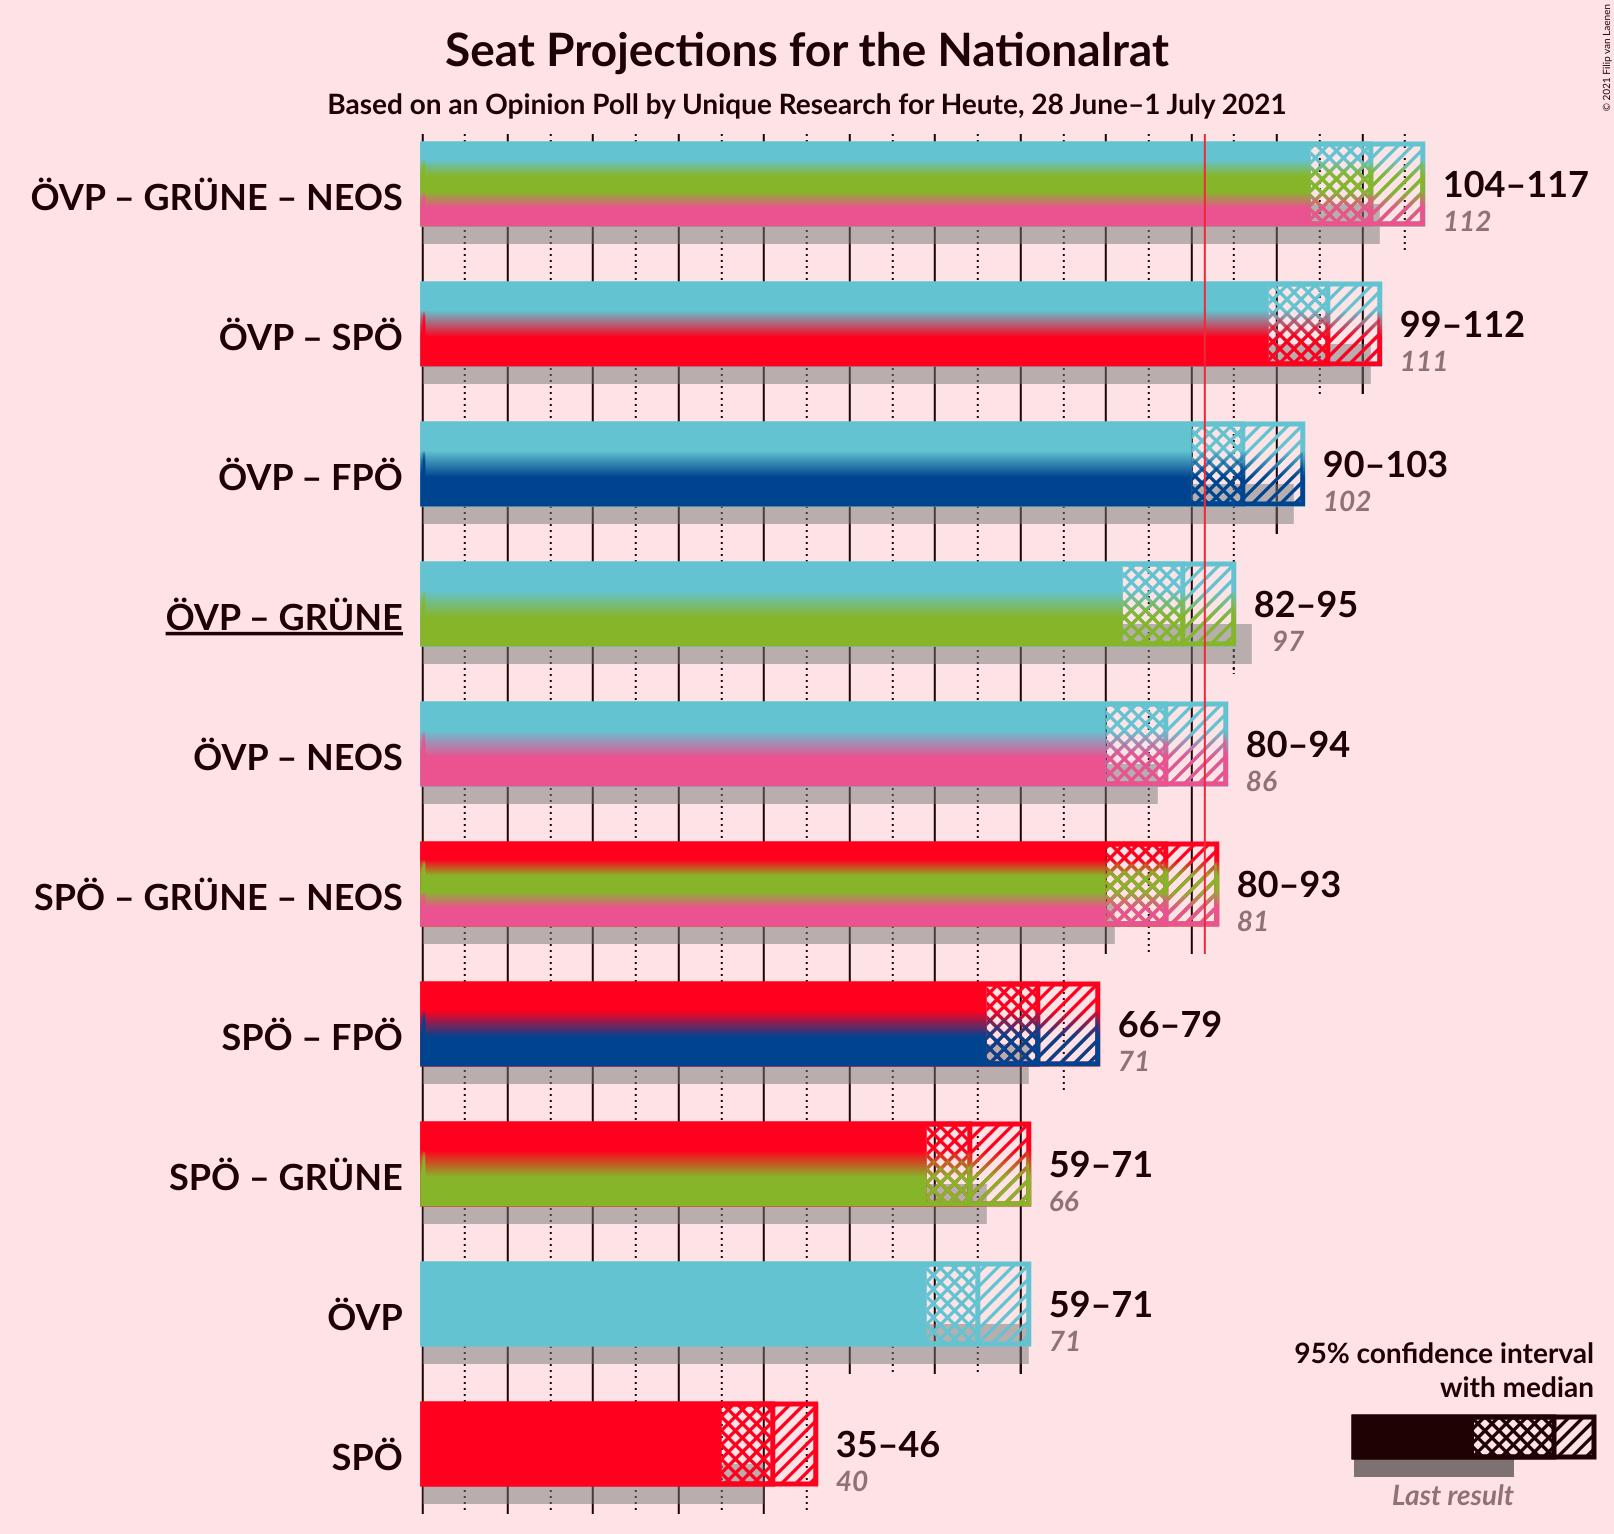 Seat Projections for the Nationalrat
Based on an Opinion Poll by Unique Research for Heute, 28 June–1 July 2021
© 2021 Filip van Laenen
ÖVP – GRÜNE – NEOS
104–117
112
ÖVP – SPÖ
99–112
111
ÖVP – FPÖ
90–103
102
ÖVP – GRÜNE
82–95
97
ÖVP – NEOS
80–94
86
SPÖ – GRÜNE – NEOS
80–93
81
SPÖ – FPÖ
66–79
71
SPÖ – GRÜNE
59–71
66
ÖVP
59–71
71
SPÖ
35–46
40
95% confidence interval
with median
Last result